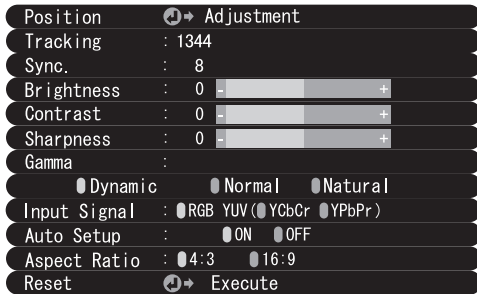 Position Adjustment
Tracking : 1344
Sync. : 8
Brightness : 0 - +
Contrast : 0 - +
Sharpness : 0 - +
Gamma :
Dynamic Normal Natural
Input Signal : RGB YUV( YCbCr YPbPr)
Auto Setup : ON OFF
Aspect Ratio : 4:3 16:9
Reset Execute